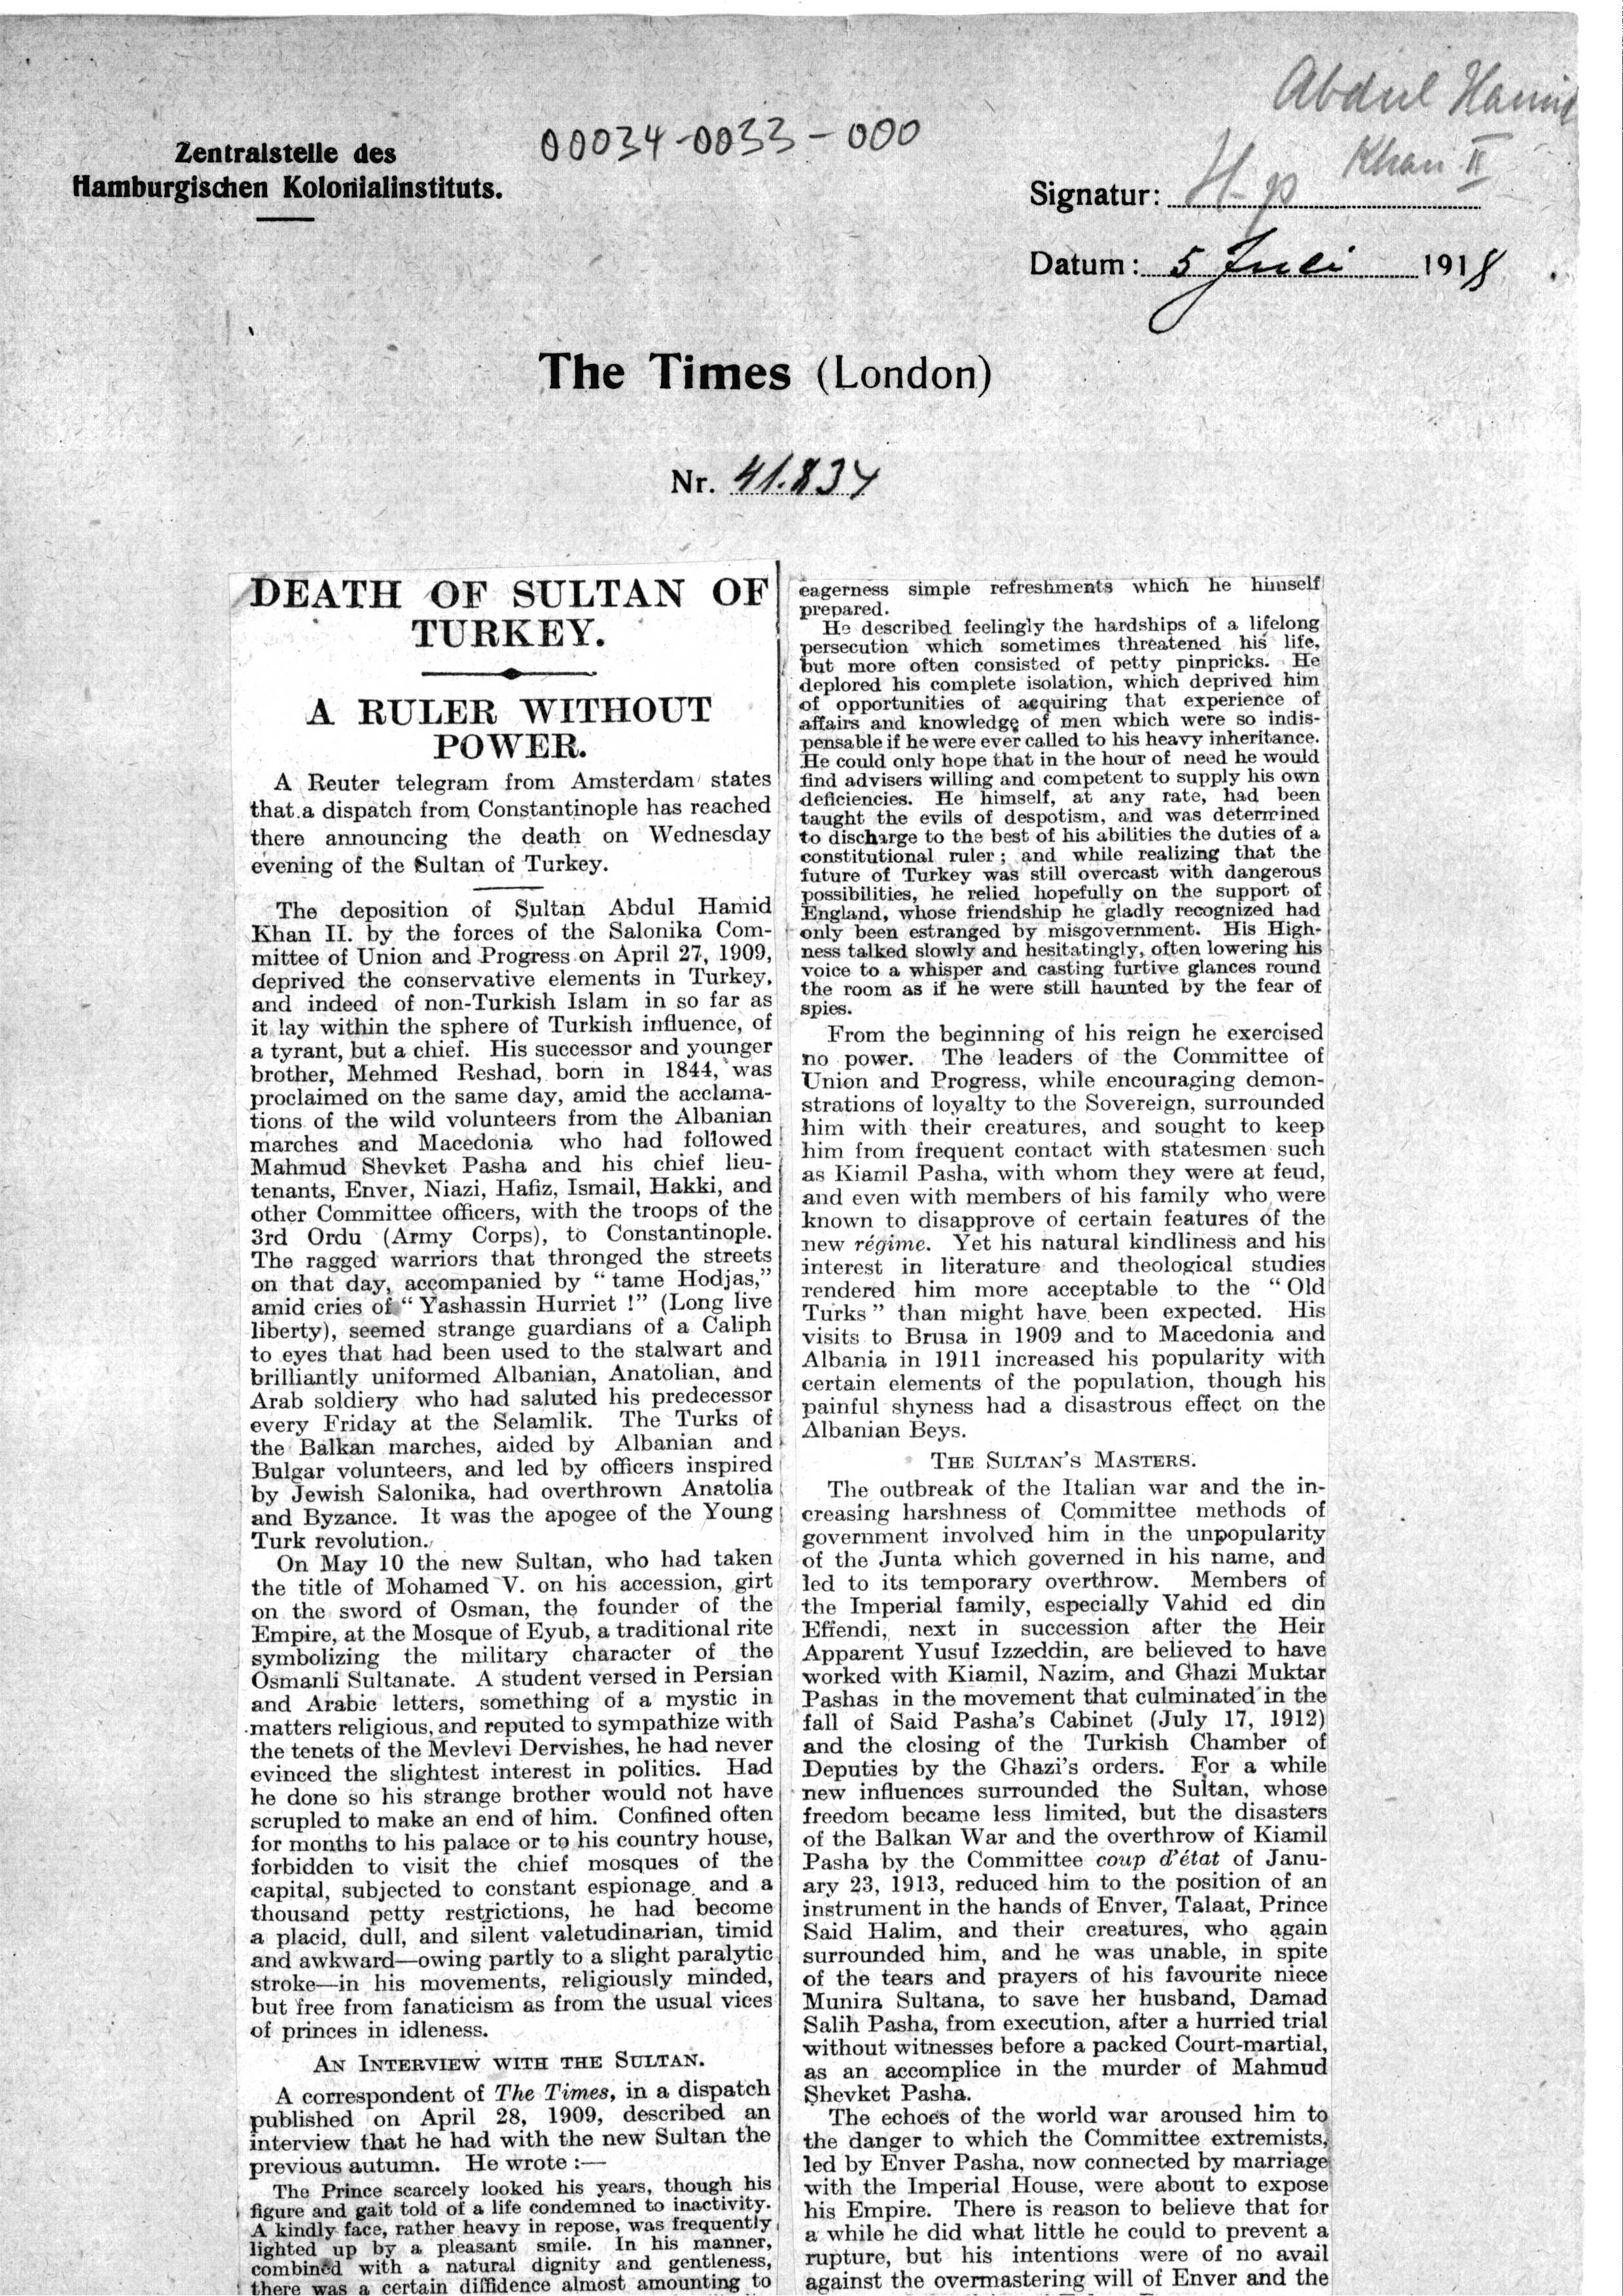 Abdul Hamid
Khan II
00034-0033-000
Zentralstelle des
Hamburgischen Kolonialinstituts.
Signatur: H-p
Datum: 5 Juli 1918
The Times (London)
Nr. 41.834
DEATH OF SULTAN OF
TURKEY.
A RULER WITHOUT
POWER.
A Reuter telegram from Amsterdam states
that a dispatch from Constantinople has reached
there announcing the death on Wednesday
evening of the Sultan of Turkey.
The deposition of Sultan Abdul Hamid
Khan II. by the forces of the Salonika Com-
mittee of Union and Progress on April 27, 1909,
deprived the conservative elements in Turkey,
and indeed of non-Turkish Islam in so far as
it lay within the sphere of Turkish influence, of
a tyrant, but a chief. His successor and younger
brother, Mehmed Reshad, born in 1844, was
proclaimed on the same day, amid the acclama-
tions of the wild volunteers from the Albanian
marches and Macedonia who had followed
Mahmud Shevket Pasha and his chief lieu-
tenants, Enver, Niazi, Hafiz, Ismail, Hakki, and
other Committee officers, with the troops of the
3rd Ordu (Army Corps), to Constantinople.
The ragged warriors that thronged the streets
on that day, accompanied by "tame Hodjas,"
amid cries of "Yashassin Hurriet !" (Long live
liberty), seemed strange guardians of a Caliph
to eyes that had been used to the stalwart and
brilliantly uniformed Albanian, Anatolian, and
Arab soldiery who had saluted his predecessor
every Friday at the Selamlik. The Turks of
the Balkan marches, aided by Albanian and
Bulgar volunteers, and led by officers inspired
by Jewish Salonika, had overthrown Anatolia
and Byzance. It was the apogee of the Young
Turk revolution.
On May 10 the new Sultan, who had taken
the title of Mohamed V. on his accession, girt
on the sword of Osman, the founder of the
Empire, at the Mosque of Eyub, a traditional rite
symbolizing the military character of the
Osmanli Sultanate. A student versed in Persian
and Arabic letters, something of a mystic in
matters religious, and reputed to sympathize with
the tenets of the Mevlevi Dervishes, he had never
evinced the slightest interest in politics. Had
he done so his strange brother would not have
scrupled to make an end of him. Confined often
for months to his palace or to his country house,
forbidden to visit the chief mosques of the
capital, subjected to constant espionage and a
thousand petty restrictions, he had become
a placid, dull, and silent valetudinarian, timid
and awkward—owing partly to a slight paralytic
stroke—in his movements, religiously minded,
but free from fanaticism as from the usual vices
of princes in idleness.
AN INTERVIEW WITH THE SULTAN.
A correspondent of The Times, in a dispatch
published on April 28, 1909, described an
interview that he had with the new Sultan the
previous autumn. He wrote :—
The Prince scarcely looked his years, though his
figure and gait told of a life condemned to inactivity.
A kindly face, rather heavy in repose, was frequently
lighted up by a pleasant smile. In his manner,
combined with a natural dignity and gentleness,
there was a certain diffidence almost amounting to
eagerness simple refreshments which he himself
prepared.
He described feelingly the hardships of a lifelong
persecution which sometimes threatened his life,
but more often consisted of petty pinpricks. He
deplored his complete isolation, which deprived him
of opportunities of acquiring that experience of
affairs and knowledge of men which were so indis-
pensable if he were ever called to his heavy inheritance.
He could only hope that in the hour of need he would
find advisers willing and competent to supply his own
deficiencies. He himself, at any rate, had been
taught the evils of despotism, and was determined
to discharge to the best of his abilities the duties of a
constitutional ruler ; and while realizing that the
future of Turkey was still overcast with dangerous
possibilities, he relied hopefully on the support of
England, whose friendship he gladly recognized had
only been estranged by misgovernment. His High-
ness talked slowly and hesitatingly, often lowering his
voice to a whisper and casting furtive glances round
the room as if he were still haunted by the fear of
spies.
From the beginning of his reign he exercised
no power. The leaders of the Committee of
Union and Progress, while encouraging demon-
strations of loyalty to the Sovereign, surrounded
him with their creatures, and sought to keep
him from frequent contact with statesmen such
as Kiamil Pasha, with whom they were at feud,
and even with members of his family who were
known to disapprove of certain features of the
new régime. Yet his natural kindliness and his
interest in literature and theological studies
rendered him more acceptable to the "Old
Turks" than might have been expected. His
visits to Brusa in 1909 and to Macedonia and
Albania in 1911 increased his popularity with
certain elements of the population, though his
painful shyness had a disastrous effect on the
Albanian Beys.
THE SULTAN'S MASTERS.
The outbreak of the Italian war and the in-
creasing harshness of Committee methods of
government involved him in the unpopularity
of the Junta which governed in his name, and
led to its temporary overthrow. Members of
the Imperial family, especially Vahid ed din
Effendi, next in succession after the Heir
Apparent Yusuf Izzeddin, are believed to have
worked with Kiamil, Nazim, and Ghazi Muktar
Pashas in the movement that culminated in the
fall of Said Pasha's Cabinet (July 17, 1912)
and the closing of the Turkish Chamber of
Deputies by the Ghazi's orders. For a while
new influences surrounded the Sultan, whose
freedom became less limited, but the disasters
of the Balkan War and the overthrow of Kiamil
Pasha by the Committee coup d'état of Janu-
ary 23, 1913, reduced him to the position of an
instrument in the hands of Enver, Talaat, Prince
Said Halim, and their creatures, who again
surrounded him, and he was unable, in spite
of the tears and prayers of his favourite niece
Munira Sultana, to save her husband, Damad
Salih Pasha, from execution, after a hurried trial
without witnesses before a packed Court-martial,
as an accomplice in the murder of Mahmud
Shevket Pasha.
The echoes of the world war aroused him to
the danger to which the Committee extremists,
led by Enver Pasha, now connected by marriage
with the Imperial House, were about to expose
his Empire. There is reason to believe that for
a while he did what little he could to prevent a
rupture, but his intentions were of no avail
against the overmastering will of Enver and the